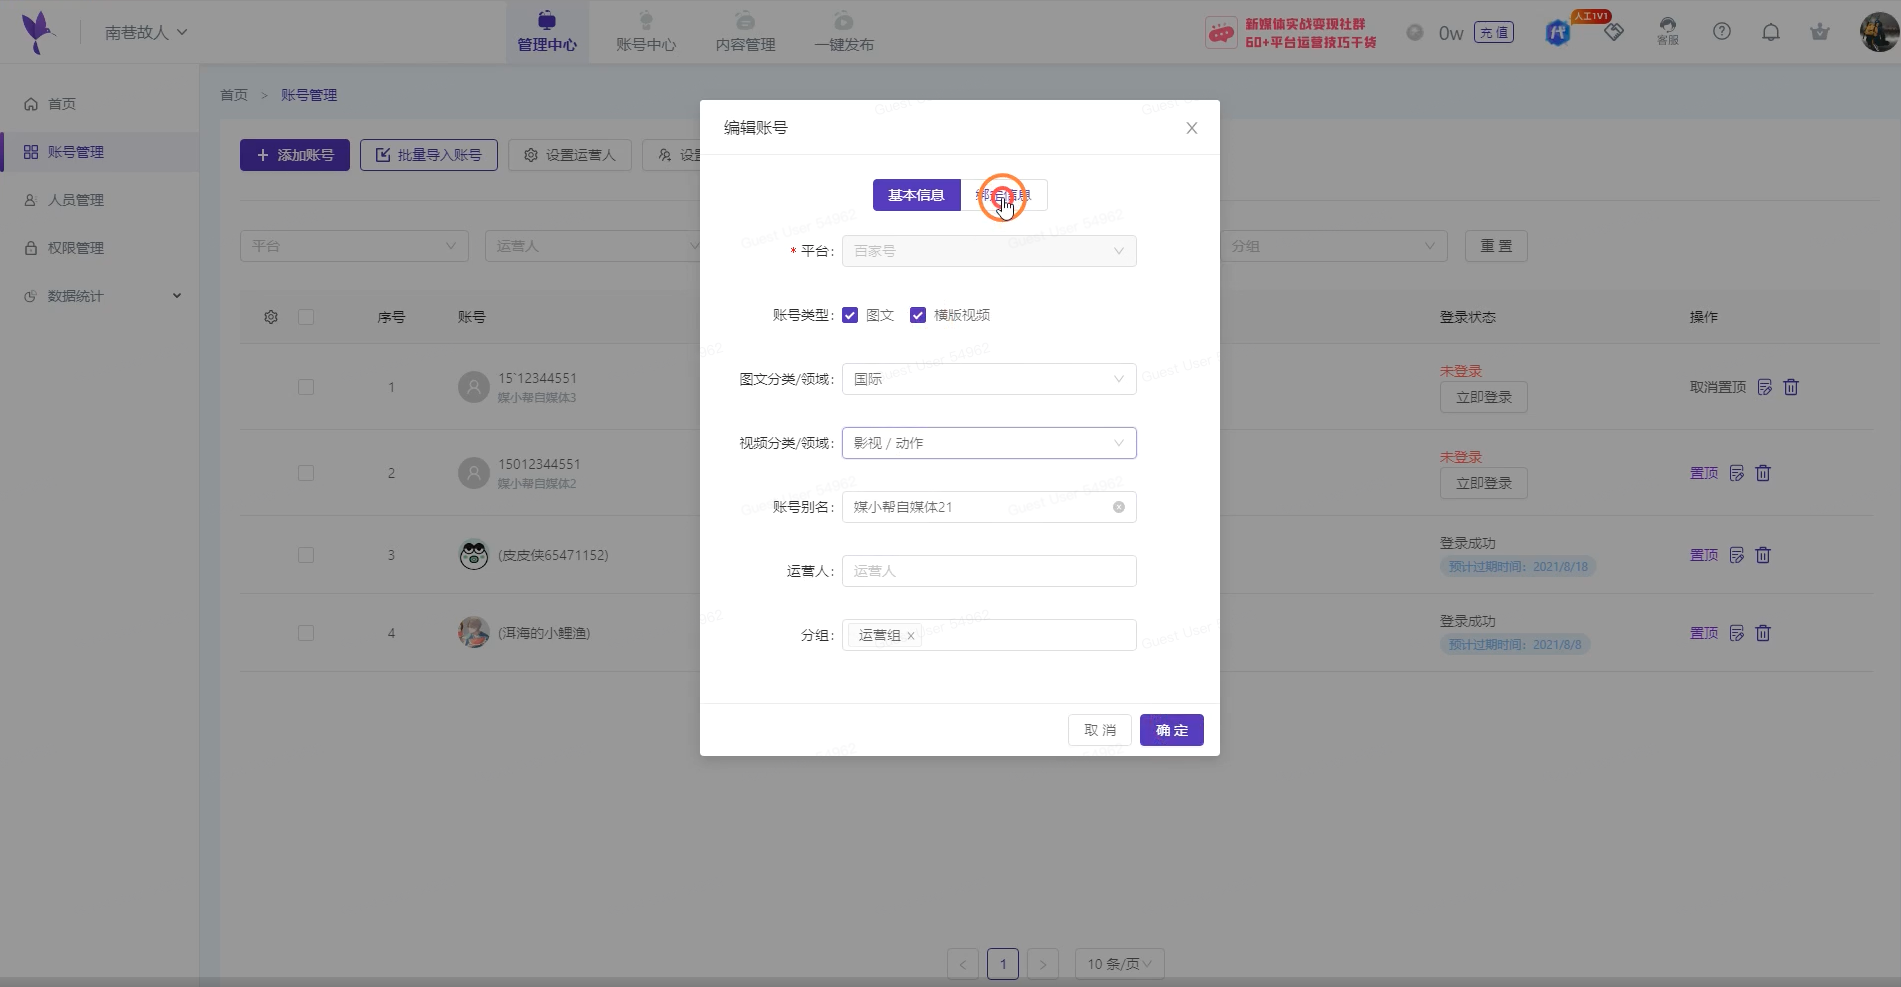 南巷故人
管理中心
账号中心
内容管理
一键发布
新媒体实战变现社群
60+平台运营技巧干货
0w
充 值
人工1V1
客服
首页
账号管理
人员管理
权限管理
数据统计
首页 > 账号管理
添加账号
批量导入账号
设置运营人
设置
平台
运营人
分组
重 置
序号
账号
登录状态
操作
1
15`12344551
媒小帮自媒体3
未登录
立即登录
取消置顶
2
15012344551
媒小帮自媒体2
未登录
立即登录
置顶
3
(皮皮侠65471152)
登录成功
预计过期时间：2021/8/18
置顶
4
(洱海的小鲤渔)
登录成功
预计过期时间：2021/8/8
置顶
编辑账号
基本信息
绑定信息
* 平台：
百家号
账号类型：
图文
横版视频
图文分类/领域：
国际
视频分类/领域：
影视 / 动作
账号别名：
媒小帮自媒体21
运营人：
运营人
分组：
运营组 x
取 消
确 定
Guest User 54962
Guest User 54962
< 1 >
10 条/页